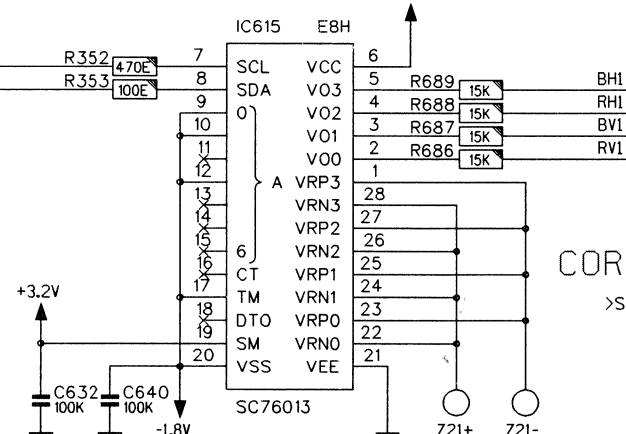 IC615 E8H
R352 470E 7 SCL VCC 6
R353 100E 8 SDA VO3 5 R689 15K BH1
9 0 VO2 4 R688 15K RH1
10 VO1 3 R687 15K BV1
11 VO0 2 R686 15K RV1
12 A VRP3 1
13 VRN3 28
14 VRP2 27
15 6 VRN2 26
16 CT VRP1 25
17 TM VRN1 24
18 DTO VRP0 23
19 SM VRN0 22
20 VSS VEE 21
COR
>S
+3.2V
C632 100K
C640 100K
SC76013
-1.8V
Z21+ Z21-